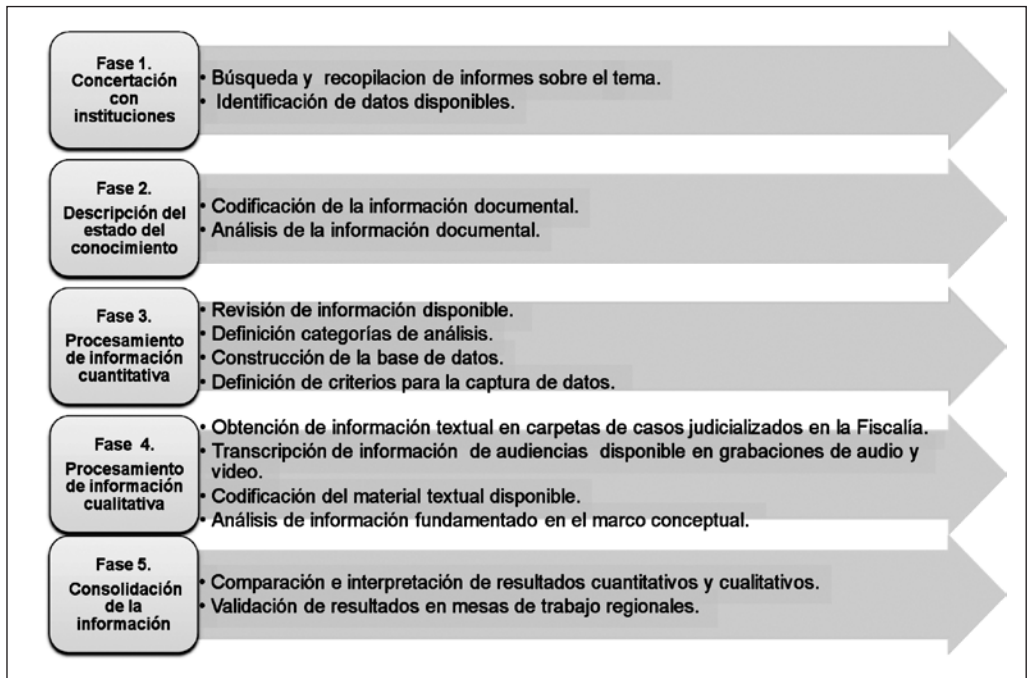 Fase 1.
Concertación
con
instituciones
• Búsqueda y recopilacion de informes sobre el tema.
• Identificación de datos disponibles.
Fase 2.
Descripción del
estado del
conocimiento
• Codificación de la información documental.
• Análisis de la información documental.
Fase 3.
Procesamiento
de información
cuantitativa
• Revisión de información disponible.
• Definición categorías de análisis.
• Construcción de la base de datos.
• Definición de criterios para la captura de datos.
Fase 4.
Procesamiento
de información
cualitativa
• Obtención de información textual en carpetas de casos judicializados en la Fiscalía.
• Transcripción de información de audiencias disponible en grabaciones de audio y
video.
• Codificación del material textual disponible.
• Análisis de información fundamentado en el marco conceptual.
Fase 5.
Consolidación
de la
información
• Comparación e interpretación de resultados cuantitativos y cualitativos.
• Validación de resultados en mesas de trabajo regionales.